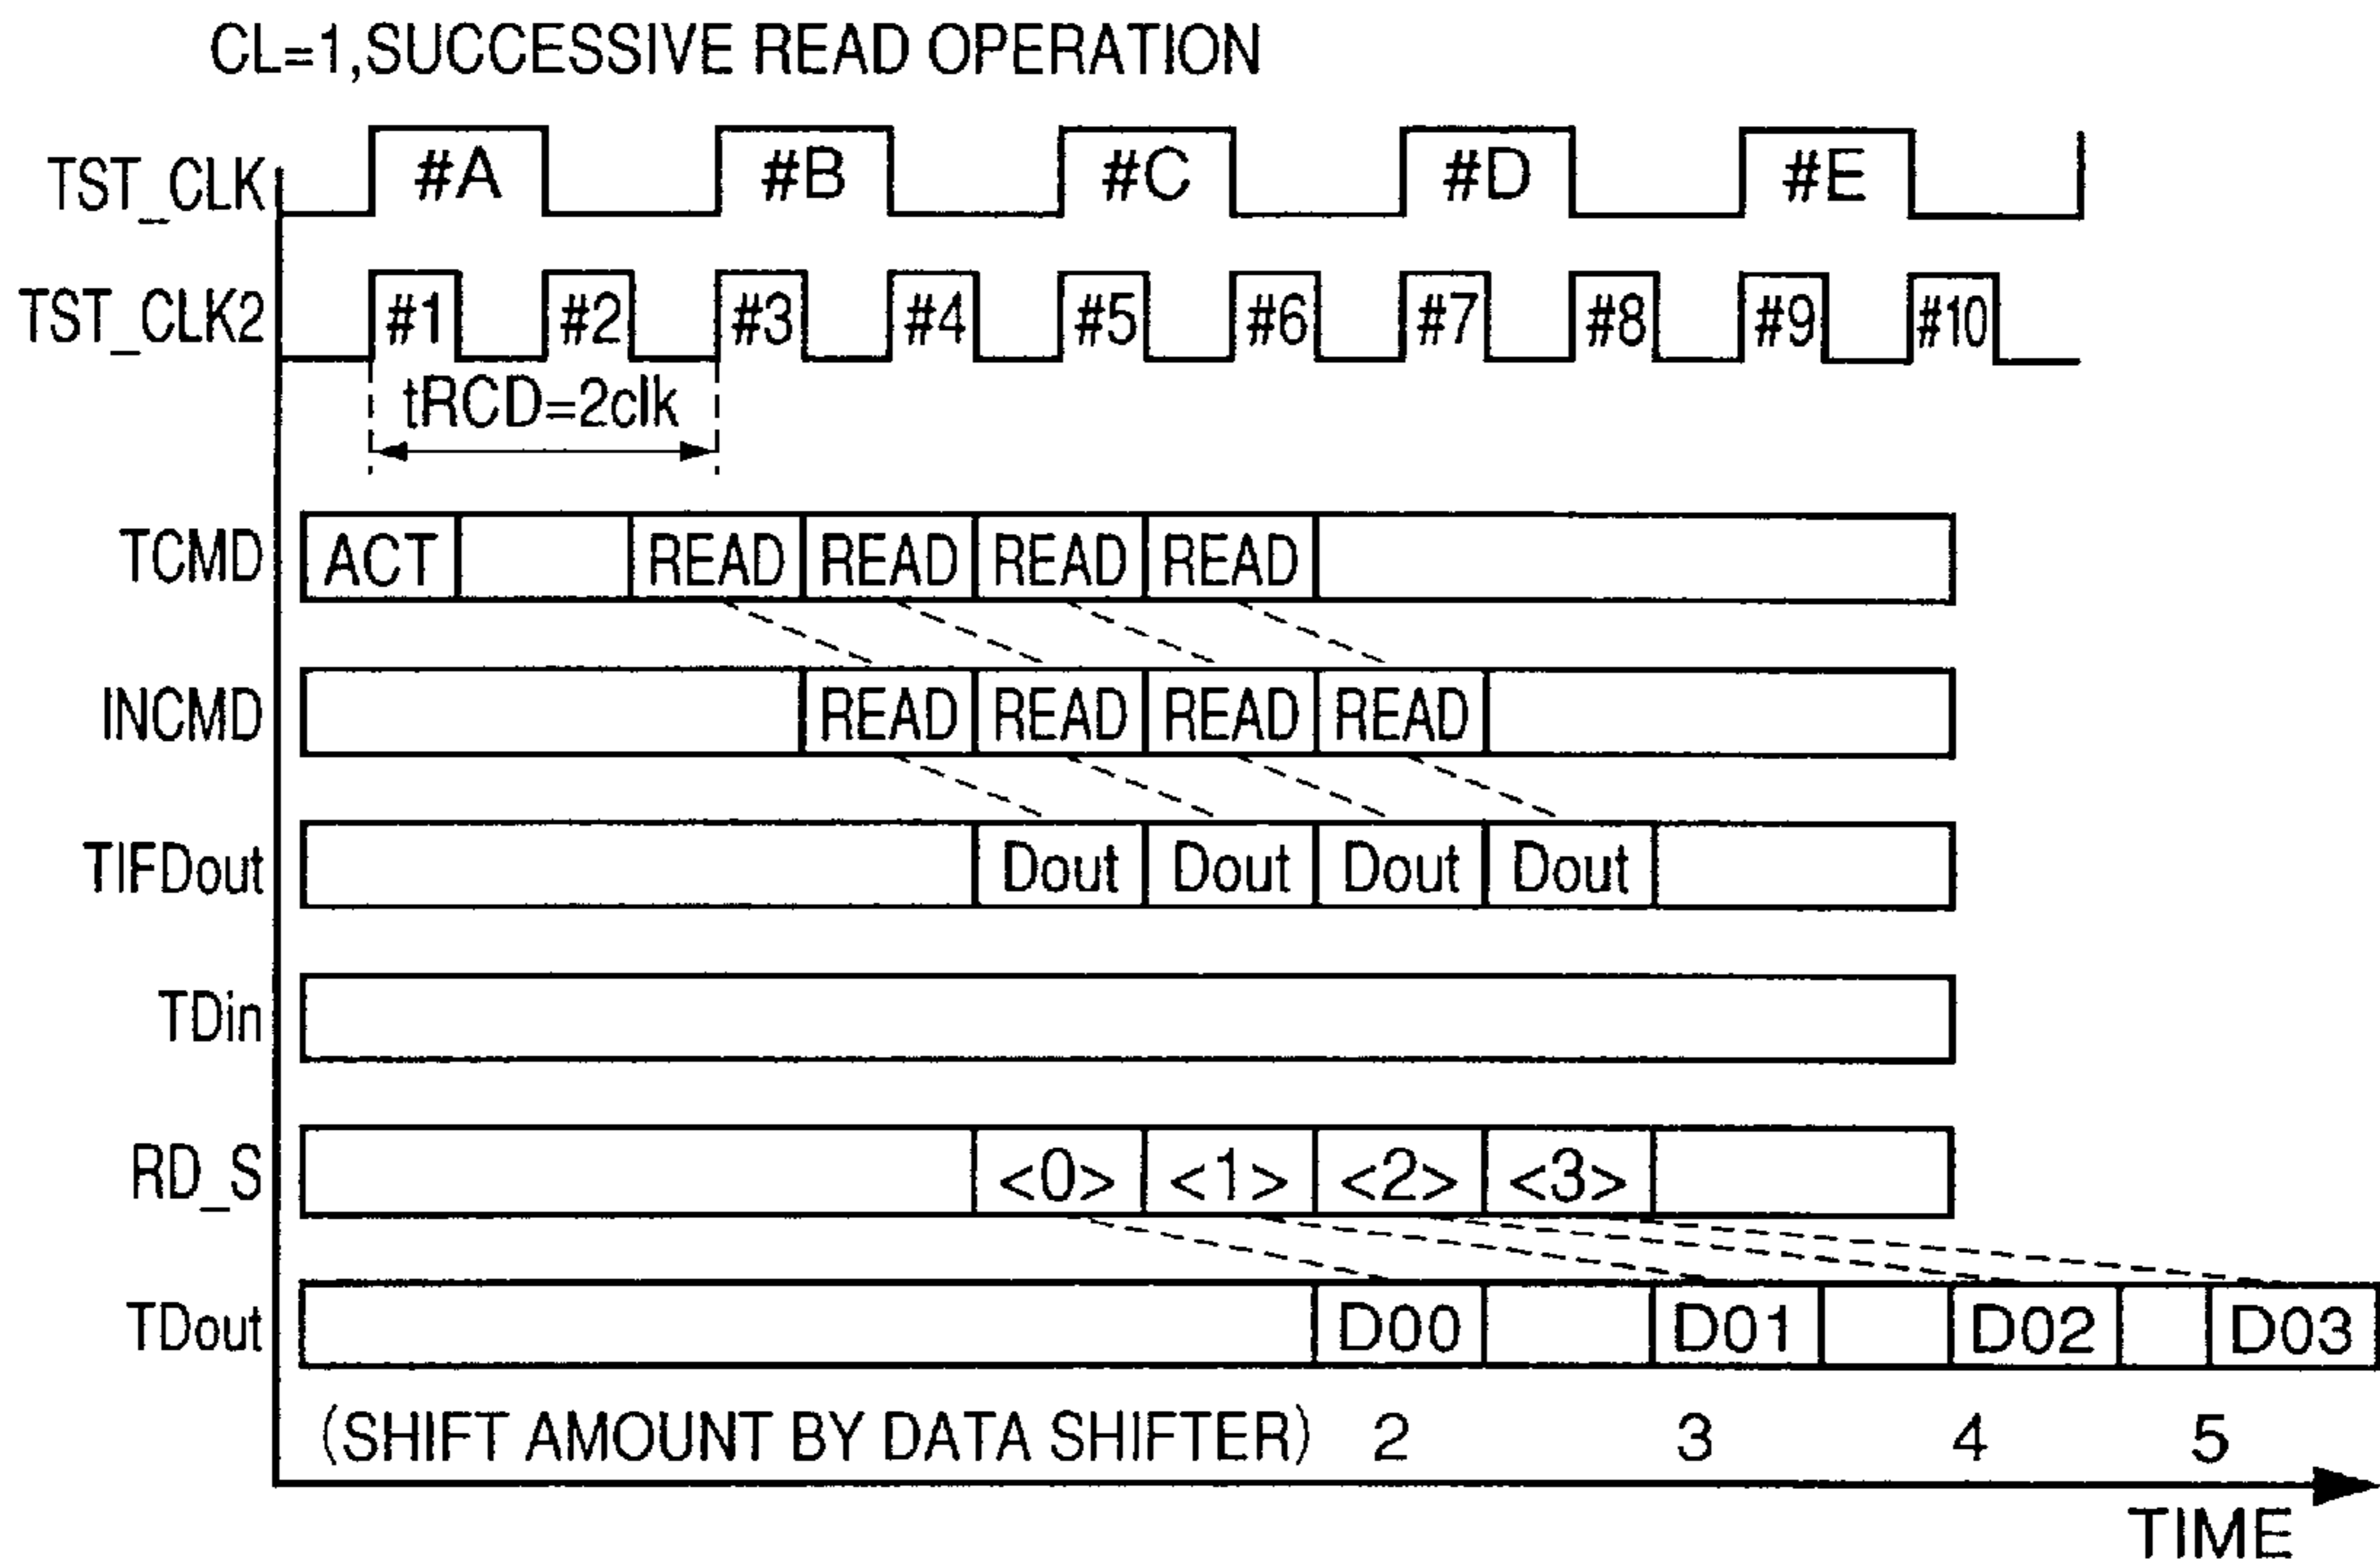 CL=1,SUCCESSIVE READ OPERATION
TST_CLK #A #B #C #D #E
TST_CLK2 #1 #2 #3 #4 #5 #6 #7 #8 #9 #10
tRCD=2clk
TCMD ACT READ READ READ READ
INCMD READ READ READ READ
TIFDout Dout Dout Dout Dout
TDin
RD_S <0> <1> <2> <3>
TDout D00 D01 D02 D03
(SHIFT AMOUNT BY DATA SHIFTER) 2 3 4 5
TIME